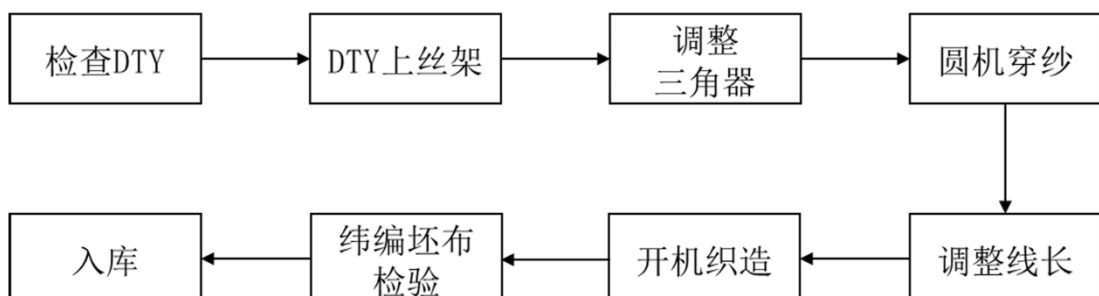 检查DTY
DTY上丝架
调整
三角器
圆机穿纱
调整线长
开机织造
纬编坯布
检验
入库